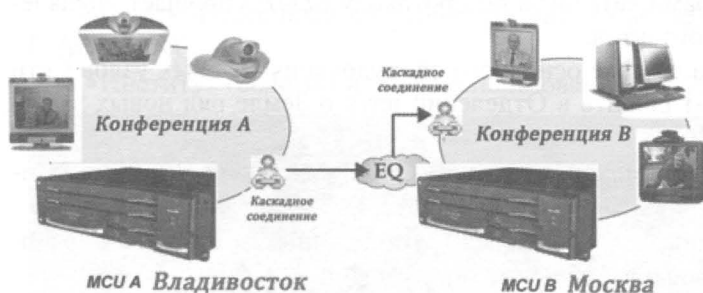 Каскадное
соединение
Конференция А
Конференция В
EQ
Каскадное
соединение
MCU A Владивосток
MCU B Москва